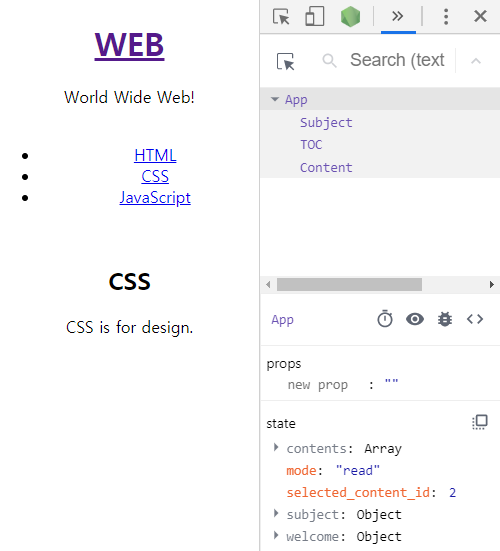 WEB
World Wide Web!
HTML
CSS
JavaScript
CSS
CSS is for design.
Search (text
App
Subject
TOC
Content
App
props
new prop : ""
state
contents: Array
mode: "read"
selected_content_id: 2
subject: Object
welcome: Object